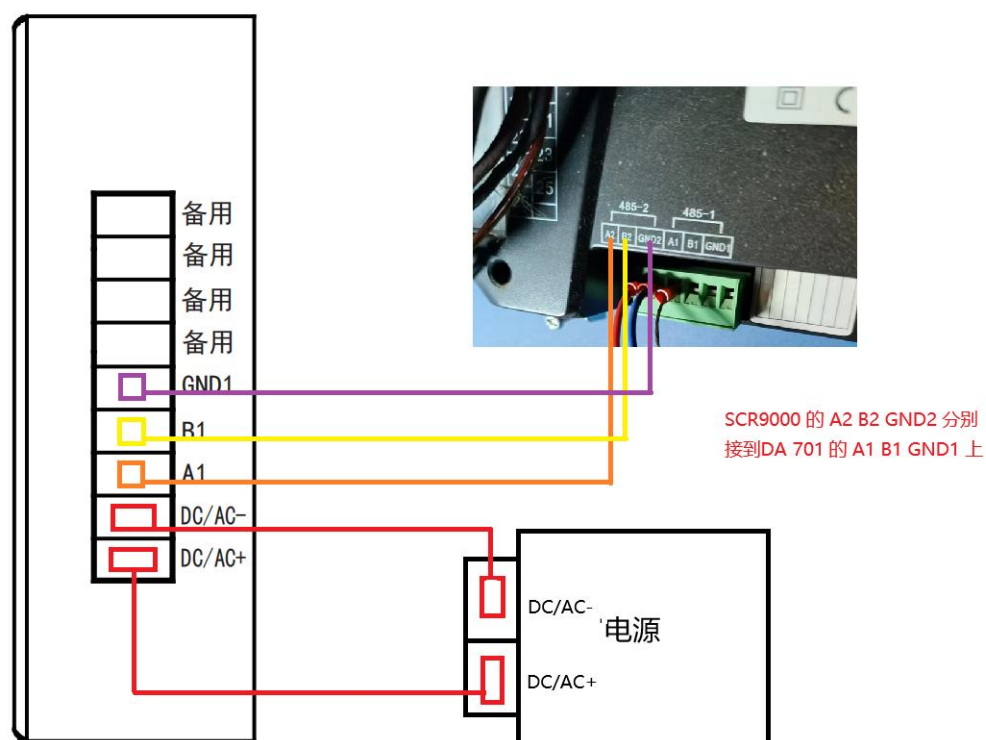 备用
备用
备用
备用
GND1
B1
A1
DC/AC-
DC/AC+
485-2
485-1
A2 B2 GND2 A1 B1 GND1
SCR9000 的 A2 B2 GND2 分别
接到DA 701 的 A1 B1 GND1 上
DC/AC-
'电源
DC/AC+